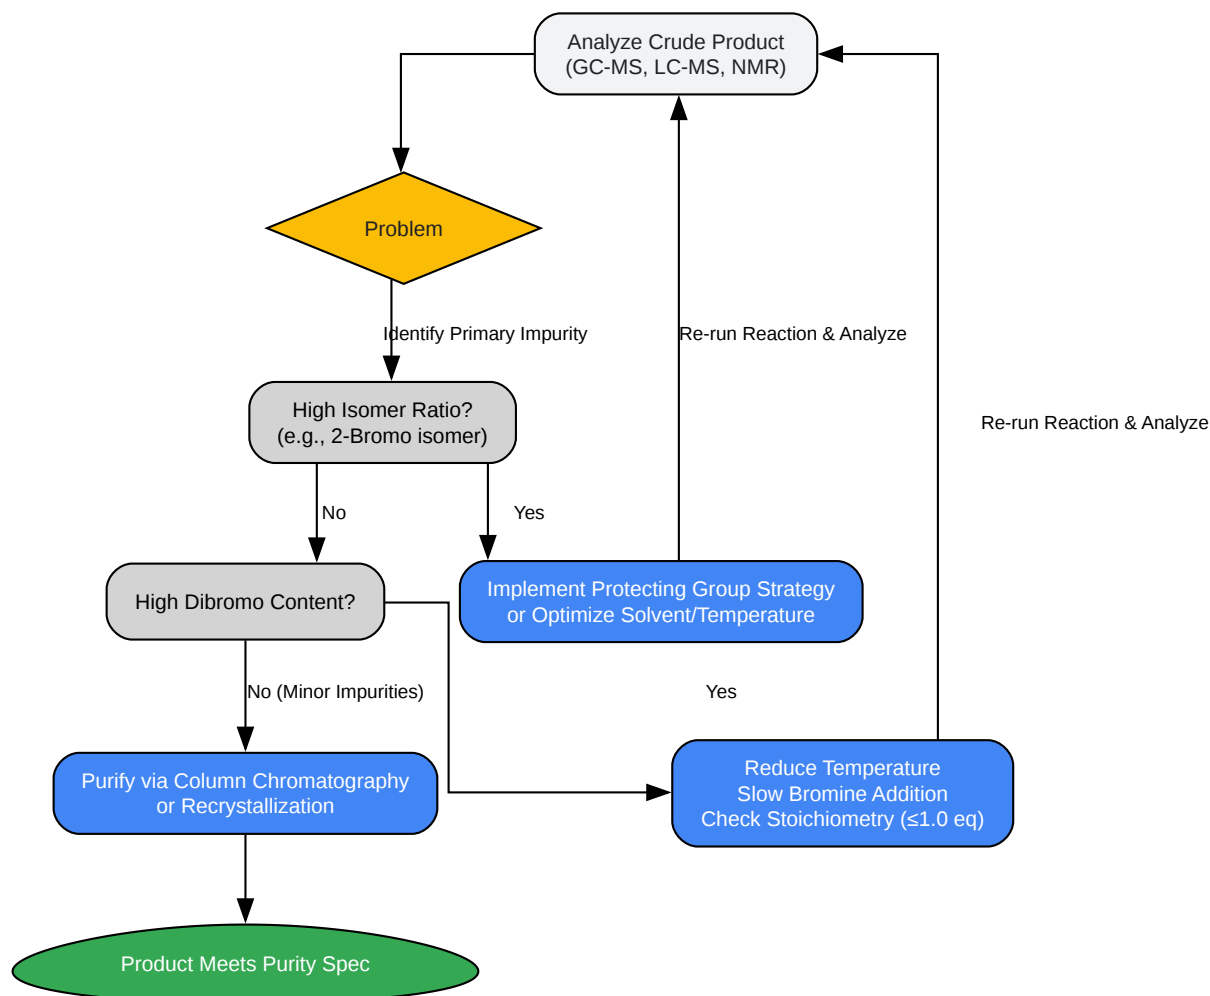 Analyze Crude Product
(GC-MS, LC-MS, NMR)
Problem
Identify Primary Impurity
Re-run Reaction & Analyze
Re-run Reaction & Analyze
High Isomer Ratio?
(e.g., 2-Bromo isomer)
No
Yes
High Dibromo Content?
Implement Protecting Group Strategy
or Optimize Solvent/Temperature
No (Minor Impurities)
Yes
Purify via Column Chromatography
or Recrystallization
Reduce Temperature
Slow Bromine Addition
Check Stoichiometry (≤1.0 eq)
Product Meets Purity Spec